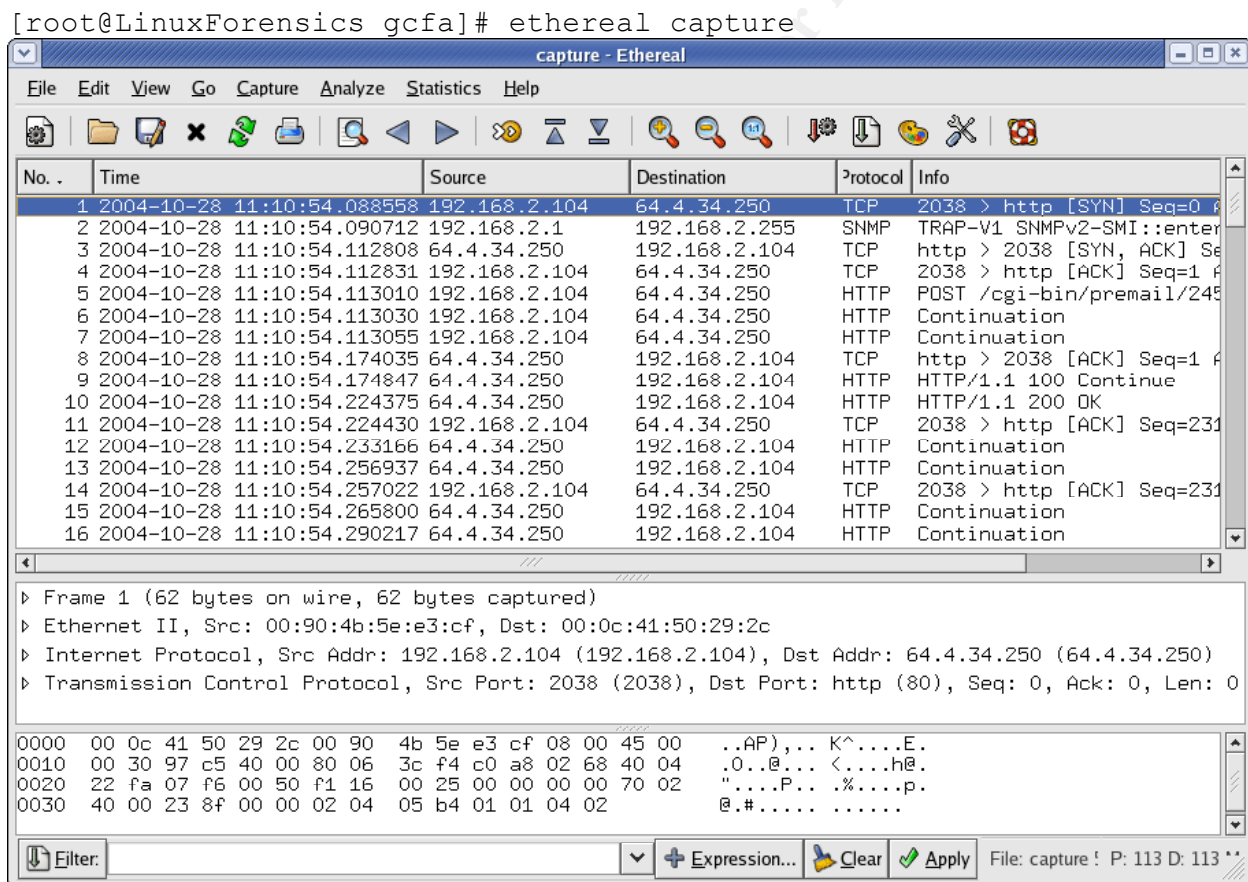 [root@LinuxForensics gcfa]# ethereal capture
capture - Ethereal
File Edit View Go Capture Analyze Statistics Help
No. . Time Source Destination Protocol Info
1 2004-10-28 11:10:54.088558 192.168.2.104 64.4.34.250 TCP 2038 > http [SYN] Seq=0
2 2004-10-28 11:10:54.090712 192.168.2.1 192.168.2.255 SNMP TRAP-V1 SNMPv2-SMI::enter
3 2004-10-28 11:10:54.112808 64.4.34.250 192.168.2.104 TCP http > 2038 [SYN, ACK] Se
4 2004-10-28 11:10:54.112831 192.168.2.104 64.4.34.250 TCP 2038 > http [ACK] Seq=1
5 2004-10-28 11:10:54.113010 192.168.2.104 64.4.34.250 HTTP POST /cgi-bin/premail/245
6 2004-10-28 11:10:54.113030 192.168.2.104 64.4.34.250 HTTP Continuation
7 2004-10-28 11:10:54.113055 192.168.2.104 64.4.34.250 HTTP Continuation
8 2004-10-28 11:10:54.174035 64.4.34.250 192.168.2.104 TCP http > 2038 [ACK] Seq=1
9 2004-10-28 11:10:54.174847 64.4.34.250 192.168.2.104 HTTP HTTP/1.1 100 Continue
10 2004-10-28 11:10:54.224375 64.4.34.250 192.168.2.104 HTTP HTTP/1.1 200 OK
11 2004-10-28 11:10:54.224430 192.168.2.104 64.4.34.250 TCP 2038 > http [ACK] Seq=231
12 2004-10-28 11:10:54.233166 64.4.34.250 192.168.2.104 HTTP Continuation
13 2004-10-28 11:10:54.256937 64.4.34.250 192.168.2.104 HTTP Continuation
14 2004-10-28 11:10:54.257022 192.168.2.104 64.4.34.250 TCP 2038 > http [ACK] Seq=231
15 2004-10-28 11:10:54.265800 64.4.34.250 192.168.2.104 HTTP Continuation
16 2004-10-28 11:10:54.290217 64.4.34.250 192.168.2.104 HTTP Continuation
Frame 1 (62 bytes on wire, 62 bytes captured)
Ethernet II, Src: 00:90:4b:5e:e3:cf, Dst: 00:0c:41:50:29:2c
Internet Protocol, Src Addr: 192.168.2.104 (192.168.2.104), Dst Addr: 64.4.34.250 (64.4.34.250)
Transmission Control Protocol, Src Port: 2038 (2038), Dst Port: http (80), Seq: 0, Ack: 0, Len: 0
0000 00 0c 41 50 29 2c 00 90 4b 5e e3 cf 08 00 45 00 ..AP),.. K^....E.
0010 00 30 97 c5 40 00 80 06 3c f4 c0 a8 02 68 40 04 .0..@... <....h@.
0020 22 fa 07 f6 00 50 f1 16 00 25 00 00 00 00 70 02 "....P.. .%....p.
0030 40 00 23 8f 00 00 02 04 05 b4 01 01 04 02 @.#..... ......
Filter: Expression... Clear Apply File: capture P: 113 D: 113